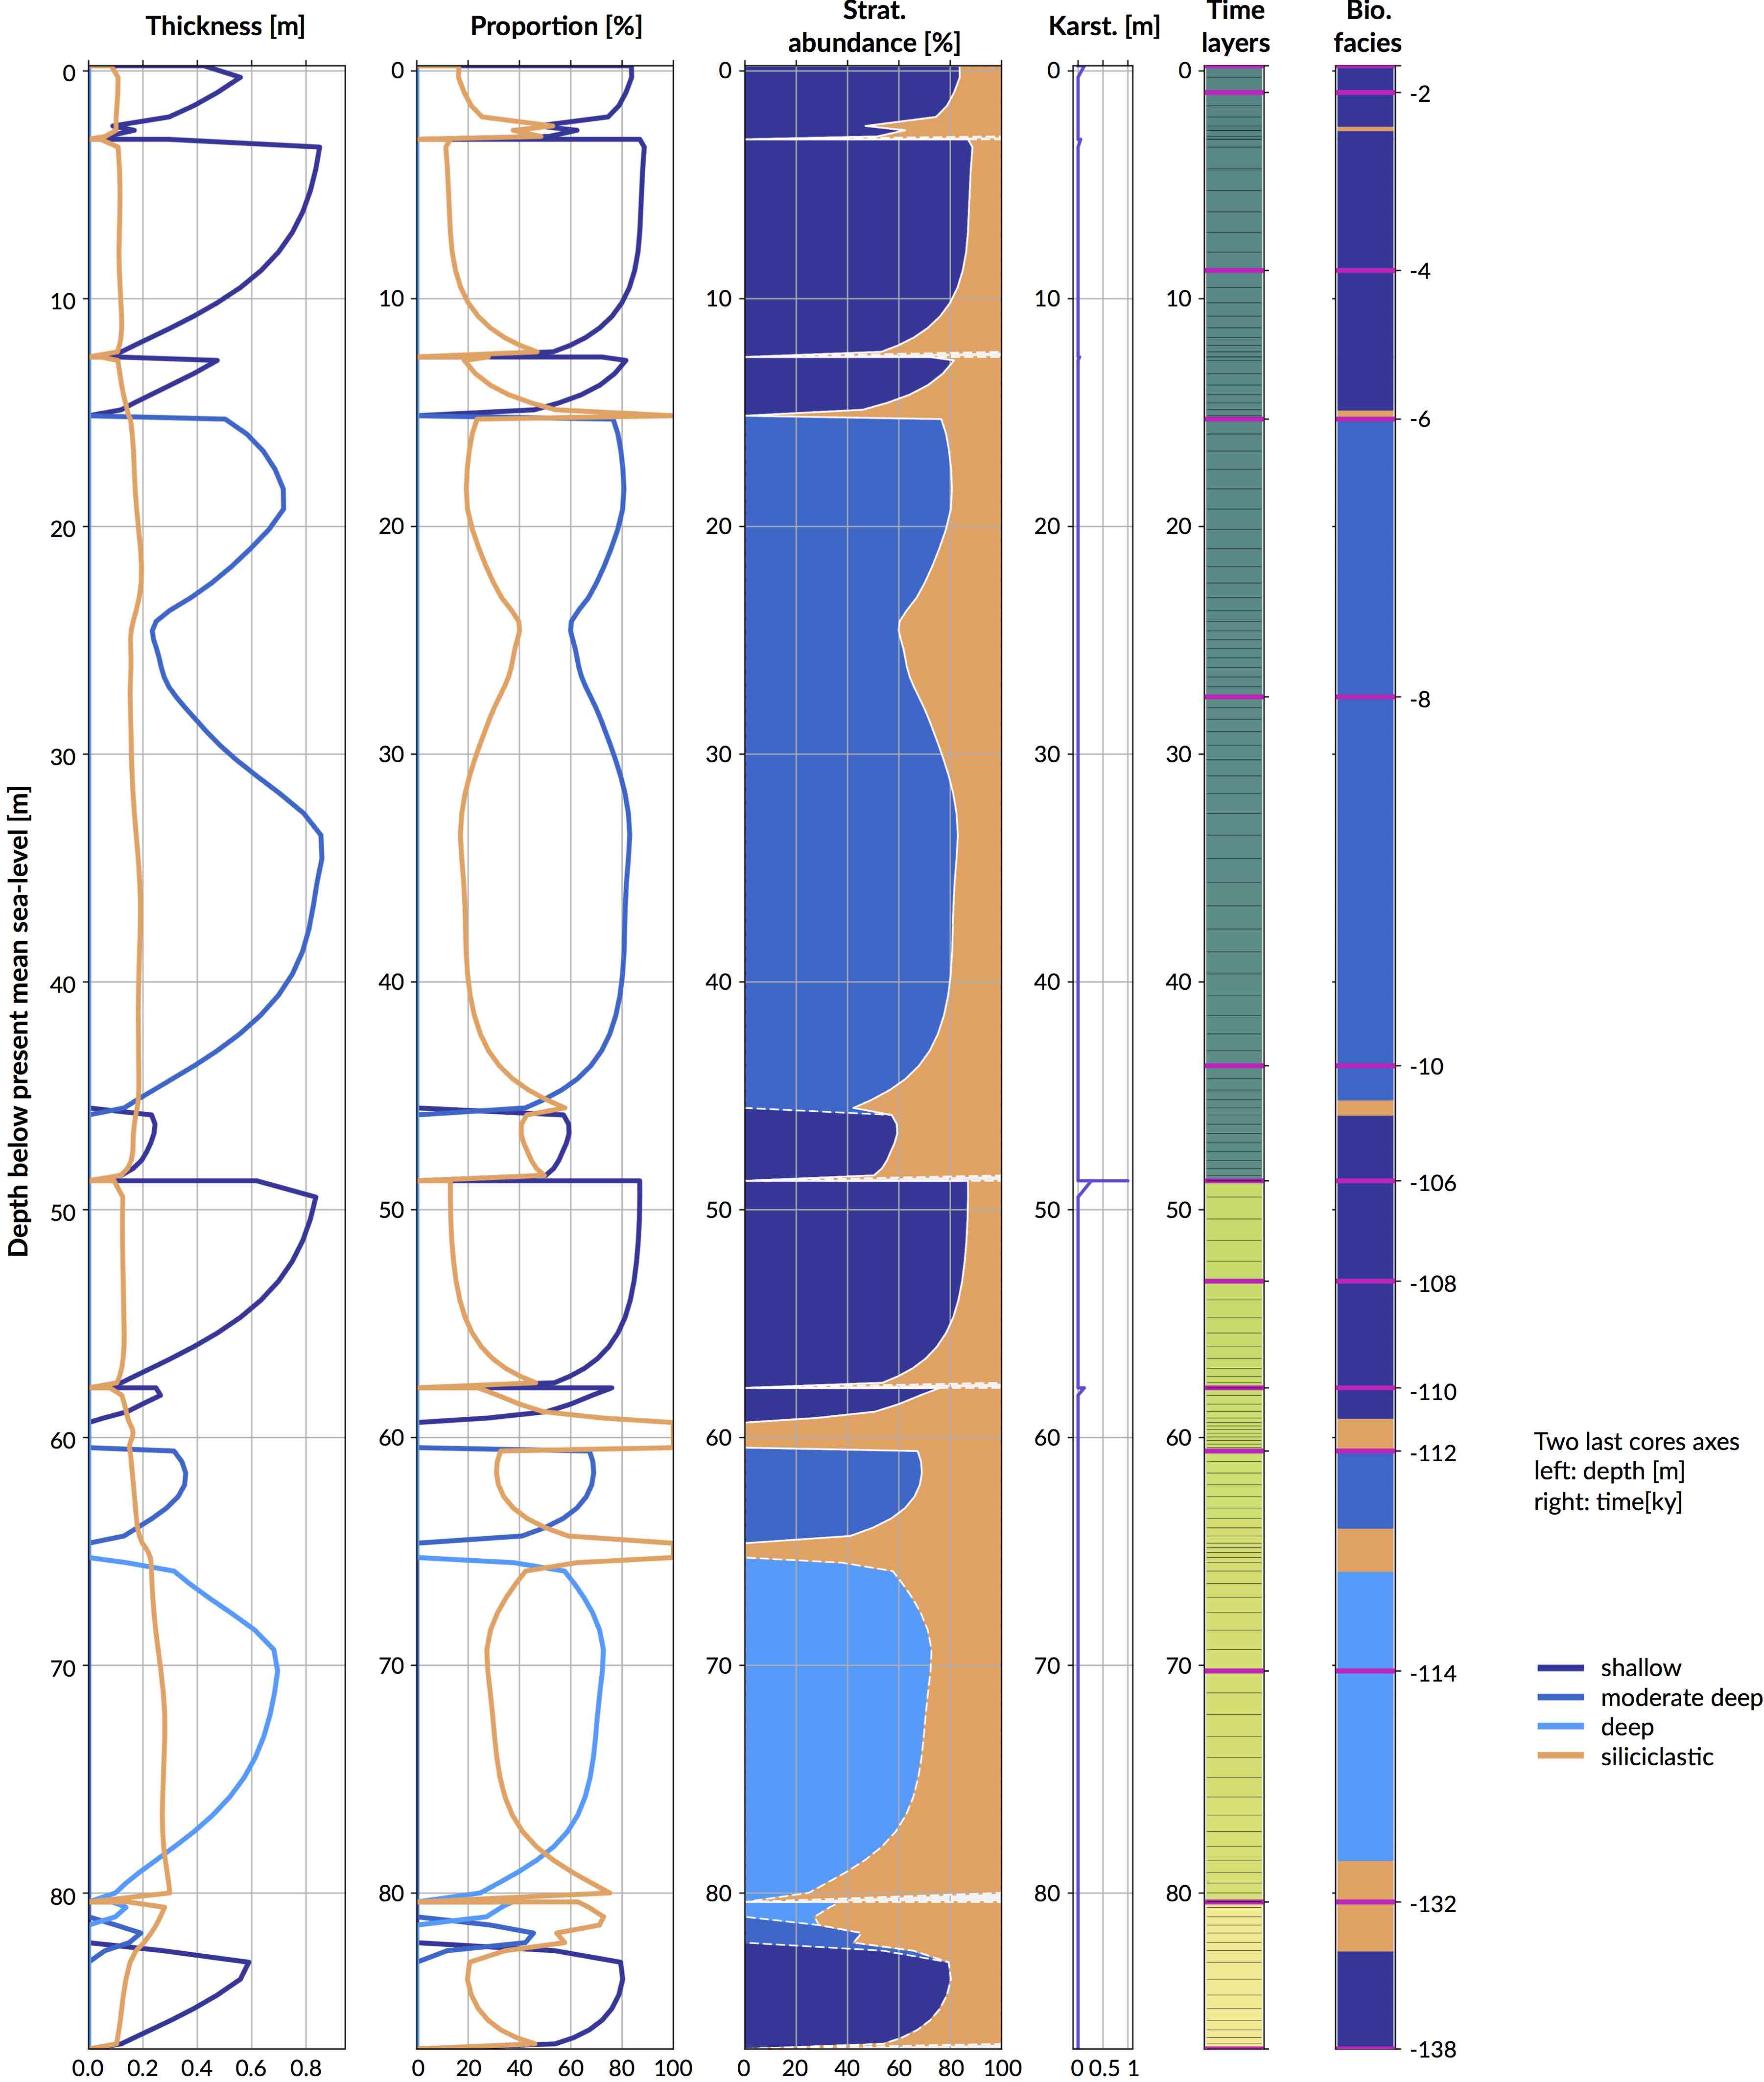 Thickness [m]
Proportion [%]
Strat.
abundance [%]
Karst. [m]
Time
layers
Bio.
facies
Depth below present mean sea-level [m]
0
10
20
30
40
50
60
70
80
0.0 0.2 0.4 0.6 0.8
0
10
20
30
40
50
60
70
80
0 20 40 60 80 100
0
10
20
30
40
50
60
70
80
0 20 40 60 80 100
0
10
20
30
40
50
60
70
80
0 0.5 1
0
10
20
30
40
50
60
70
80
-2
-4
-6
-8
-10
-106
-108
-110
-112
-114
-132
-138
Two last cores axes
left: depth [m]
right: time[ky]
shallow
moderate deep
deep
siliciclastic